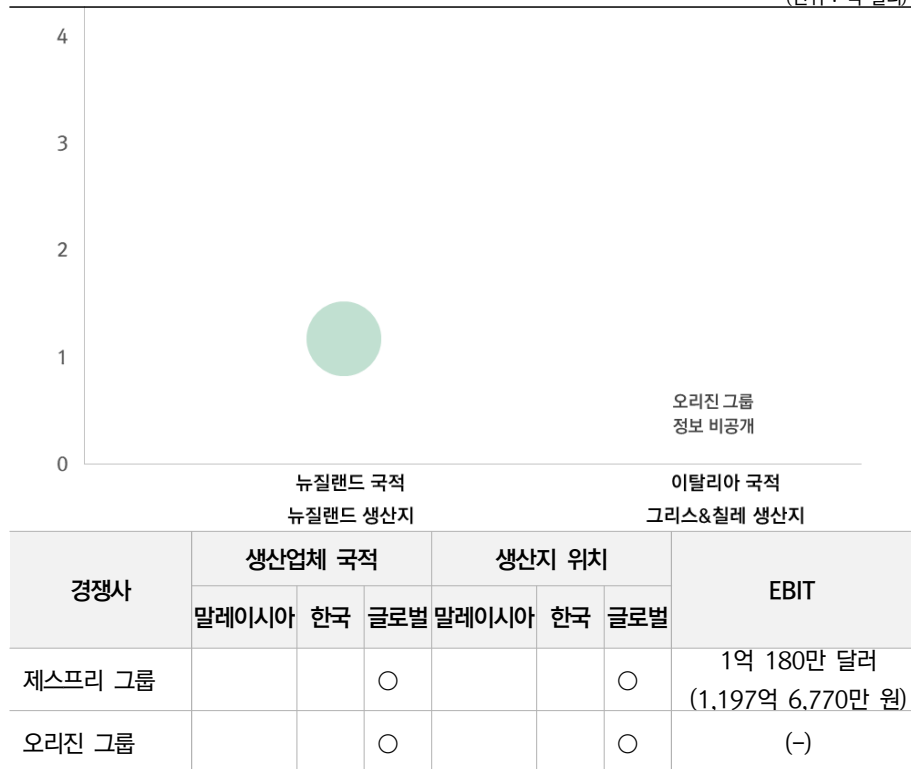 4
3
2
1
오리진 그룹
정보 비공개
0
뉴질랜드 국적 이탈리아 국적
뉴질랜드 생산지 그리스&칠레 생산지
경쟁사 생산업체 국적 생산지 위치 EBIT
말레이시아 한국 글로벌 말레이시아 한국 글로벌
제스프리 그룹 ○ ○ 1억 180만 달러
(1,197억 6,770만 원)
오리진 그룹 ○ ○ (-)